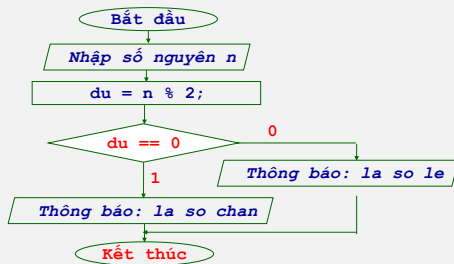 Bắt đầu
Nhập số nguyên n
du = n % 2;
du == 0
0
1
Thông báo: la so le
Thông báo: la so chan
Kết thúc